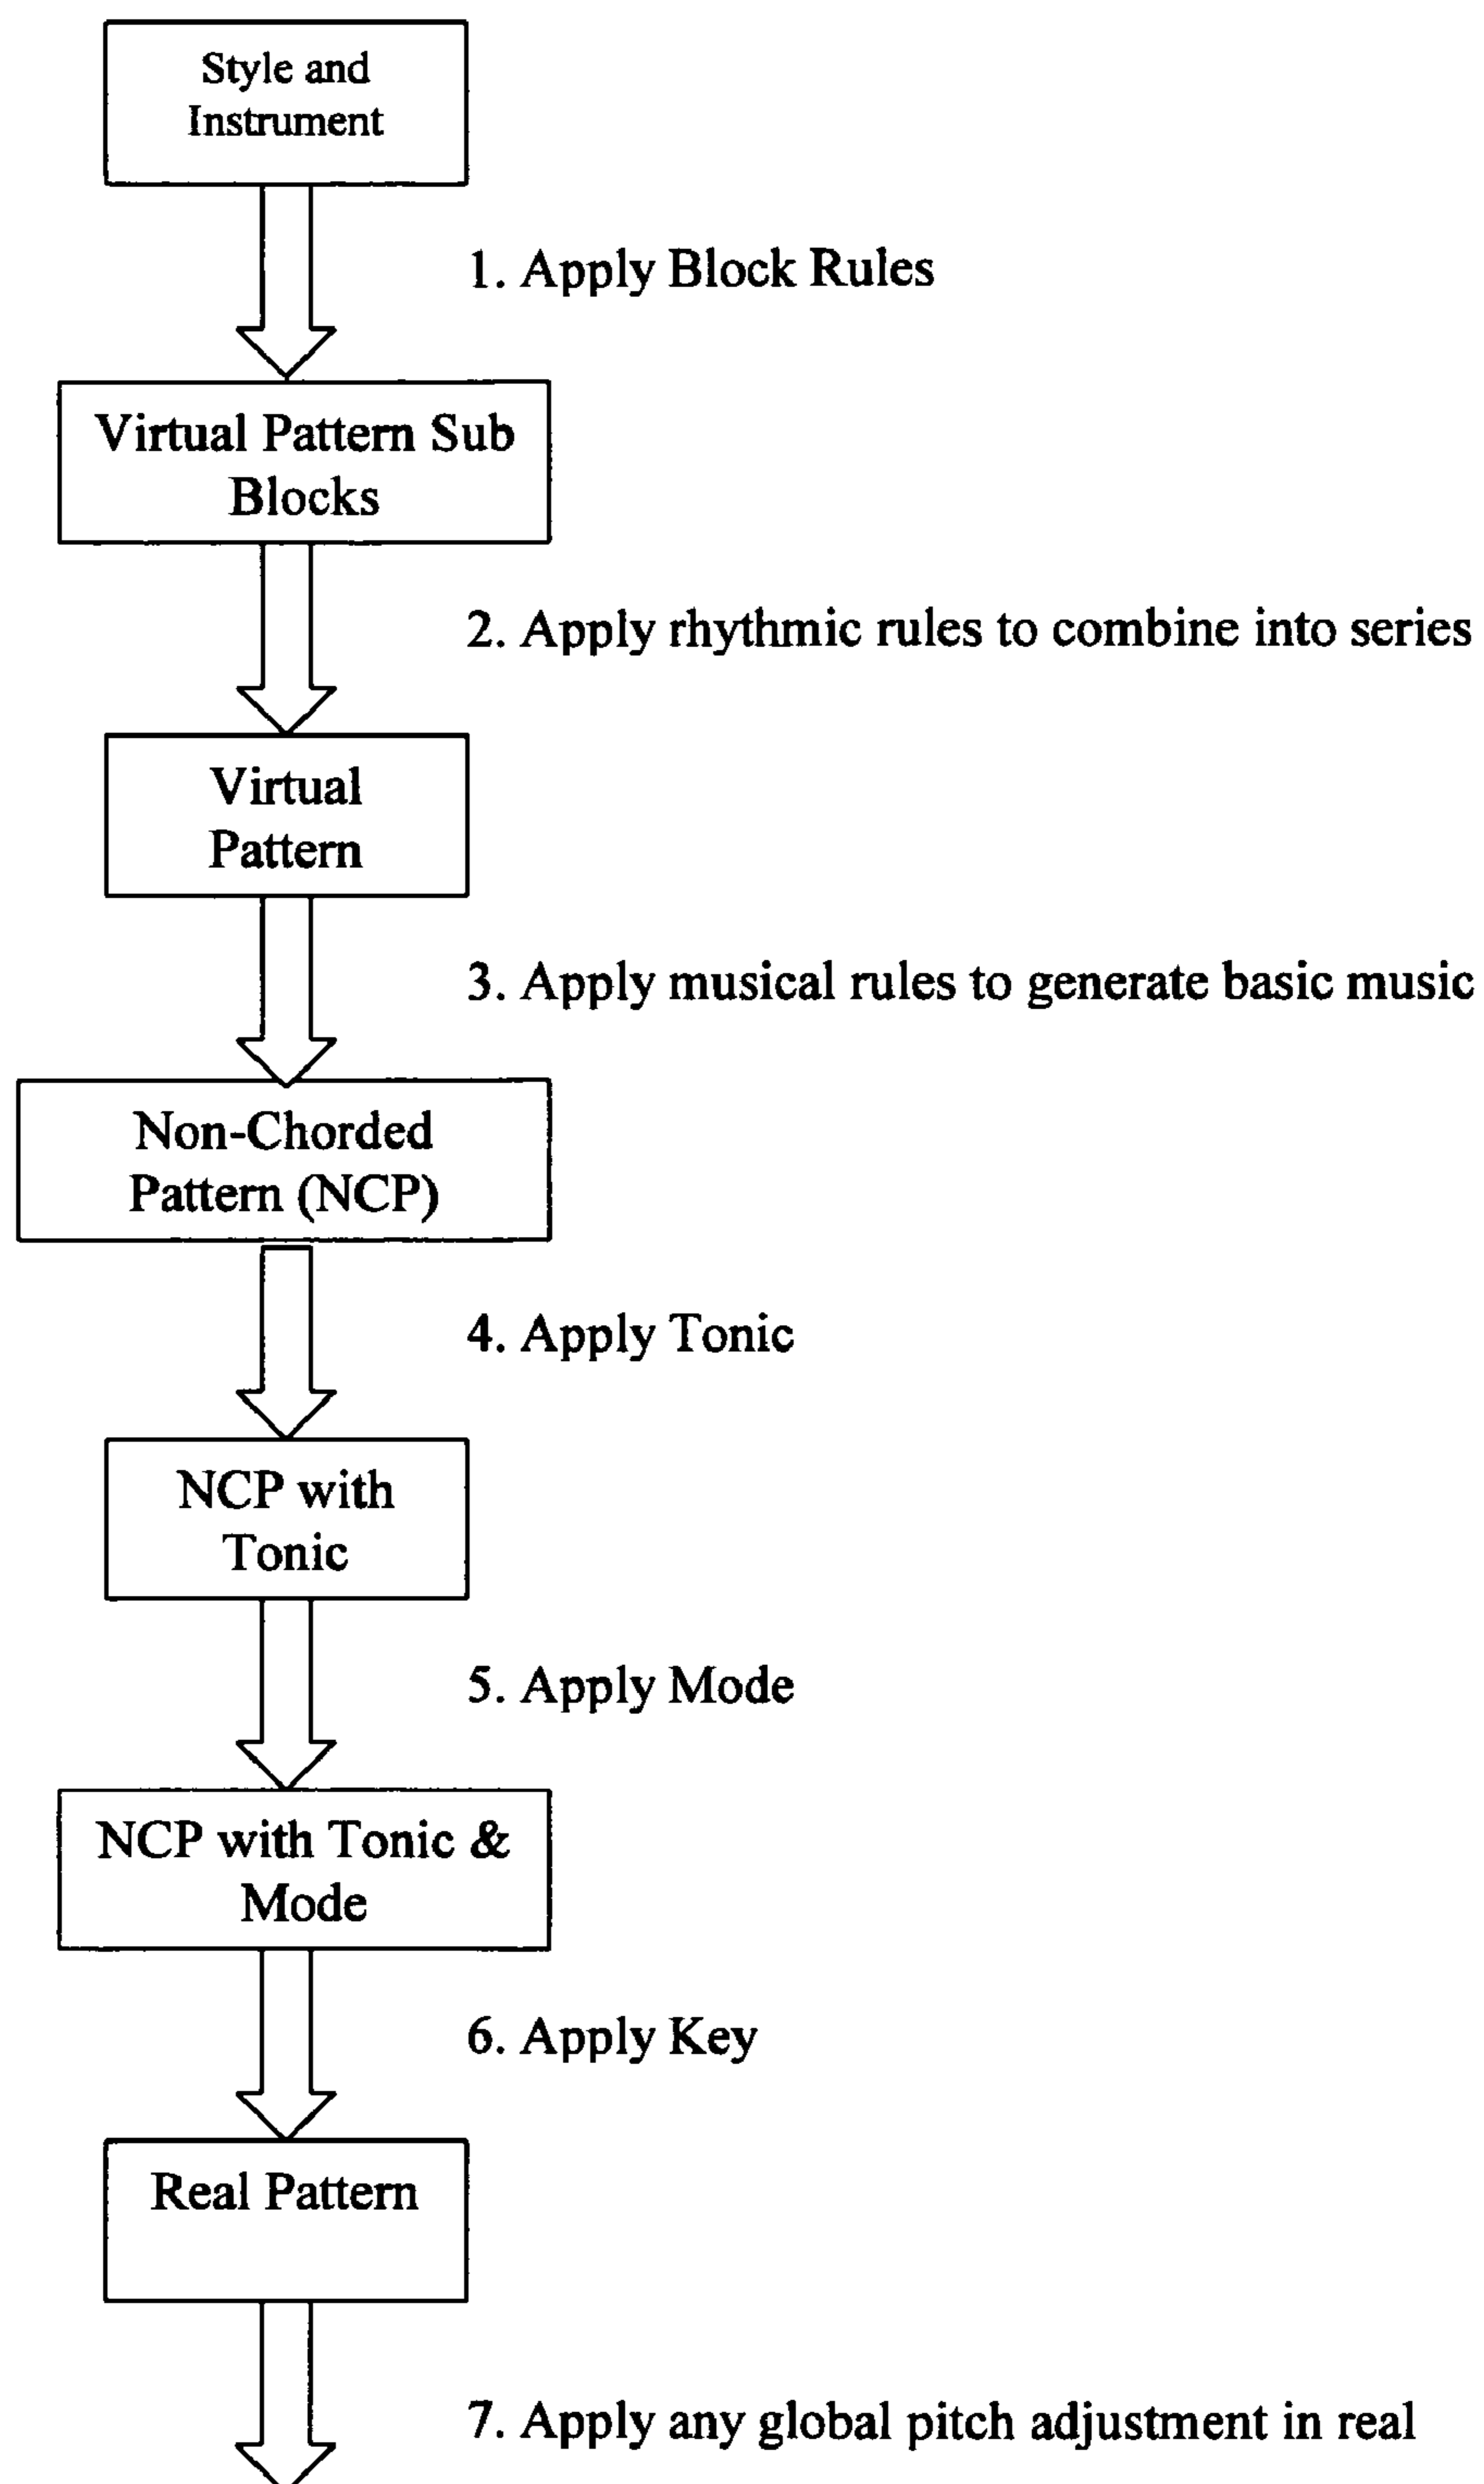 Style and
Instrument
1. Apply Block Rules
Virtual Pattern Sub
Blocks
2. Apply rhythmic rules to combine into series
Virtual
Pattern
3. Apply musical rules to generate basic music
Non-Chorded
Pattern (NCP)
4. Apply Tonic
NCP with
Tonic
5. Apply Mode
NCP with Tonic &
Mode
6. Apply Key
Real Pattern
7. Apply any global pitch adjustment in real